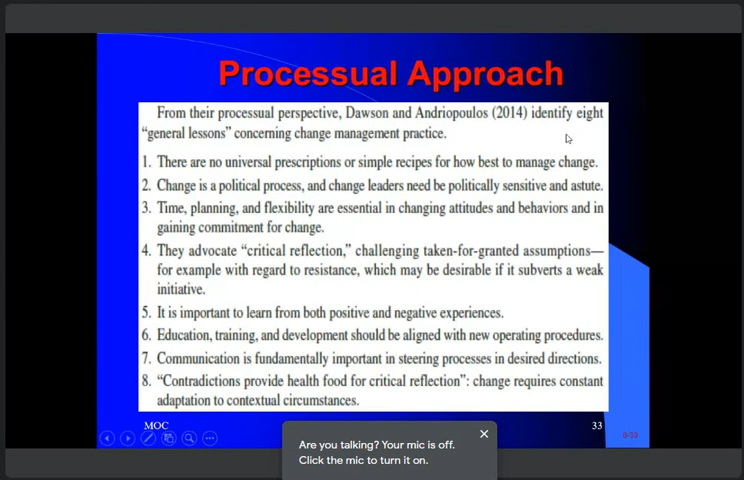 Processual Approach
From their processual perspective, Dawson and Andriopoulos (2014) identify eight
“general lessons” concerning change management practice.
1. There are no universal prescriptions or simple recipes for how best to manage change.
2. Change is a political process, and change leaders need be politically sensitive and astute.
3. Time, planning, and flexibility are essential in changing attitudes and behaviors and in
gaining commitment for change.
4. They advocate “critical reflection,” challenging taken-for-granted assumptions—
for example with regard to resistance, which may be desirable if it subverts a weak
initiative.
5. It is important to learn from both positive and negative experiences.
6. Education, training, and development should be aligned with new operating procedures.
7. Communication is fundamentally important in steering processes in desired directions.
8. “Contradictions provide health food for critical reflection”: change requires constant
adaptation to contextual circumstances.
MOC
33
Are you talking? Your mic is off.
Click the mic to turn it on.